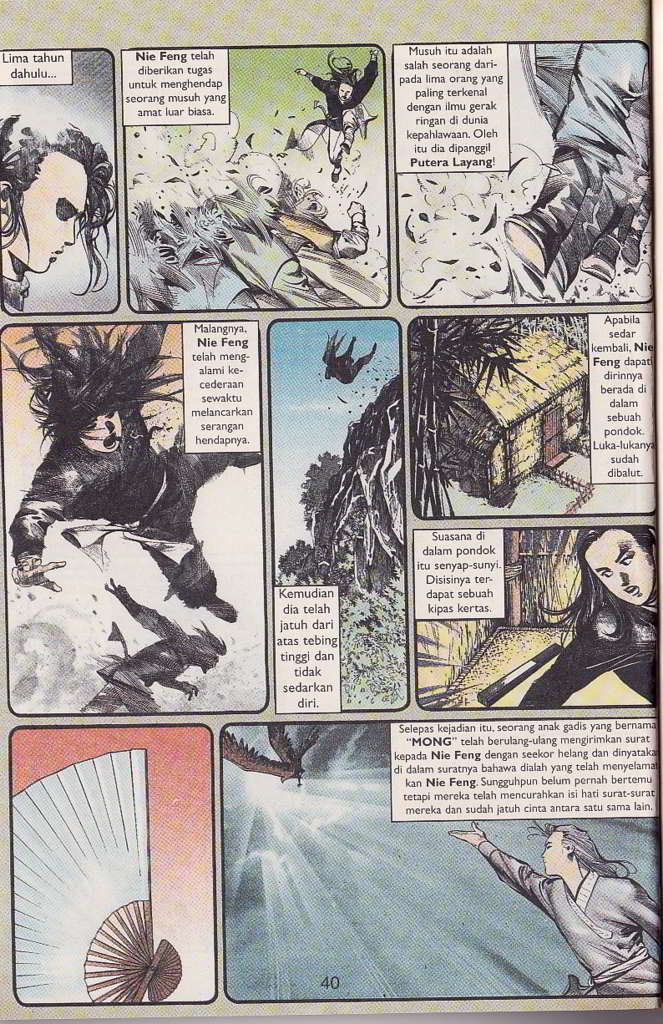 Lima tahun
dahulu...
Nie Feng telah
diberikan tugas
untuk menghendap
seorang musuh yang
amat luar biasa.
Musuh itu adalah
salah seorang dari-
pada lima orang yang
paling terkenal
dengan ilmu gerak
ringan di dunia
kepahlawaan. Oleh
itu dia dipanggil
Putera Layang!
Malangnya,
Nie Feng
telah meng-
alami ke-
cederaan
sewaktu
melancarkan
serangan
hendapnya.
Kemudian
dia telah
jatuh dari
atas tebing
tinggi dan
tidak
sedarkan
diri.
Apabila
sedar
kembali, Nie
Feng dapati
dirinnya
berada di
dalam
sebuah
pondok.
Luka-lukanya
sudah
dibalut.
Suasana di
dalam pondok
itu senyap-sunyi.
Disisinya ter-
dapat sebuah
kipas kertas.
Selepas kejadian itu, seorang anak gadis yang bernama
"MONG" telah berulang-ulang mengirimkan surat
kepada Nie Feng dengan seekor helang dan dinyataka
di dalam suratnya bahawa dialah yang telah menyelama
kan Nie Feng. Sungghupun belum pernah bertemu
tetapi mereka telah mencurahkan isi hati surat-surat
mereka dan sudah jatuh cinta antara satu sama lain.
40